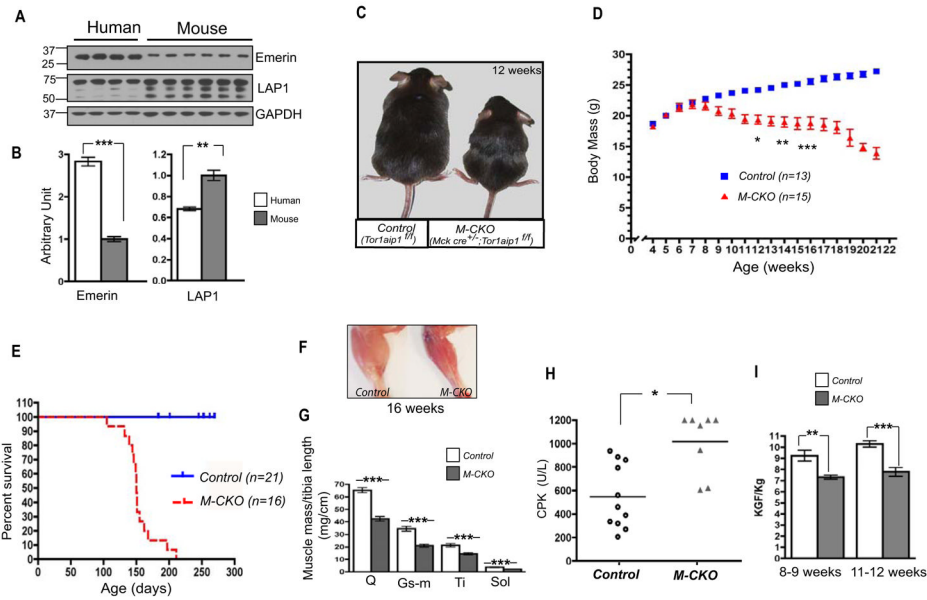 A
Human Mouse
37
25
Emerin
75
50
LAP1
37
GAPDH
B
Arbitrary Unit
3
2
1
0
***
Emerin
1.2
1.0
0.8
0.6
0.4
0.2
0.0
**
LAP1
Human
Mouse
C
12 weeks
Control
(Tor1aip1 f/f)
M-CKO
(Mck cre+/-;Tor1aip1 f/f)
D
Body Mass (g)
30
25
20
15
10
5
0
* ** ***
Control (n=13)
M-CKO (n=15)
0 4 5 6 7 8 9 10 11 12 13 14 15 16 17 18 19 20 21 22
Age (weeks)
E
Percent survival
110
100
90
80
70
60
50
40
30
20
10
0
Control (n=21)
M-CKO (n=16)
0 50 100 150 200 250 300
Age (days)
F
Control M-CKO
16 weeks
G
Control
M-CKO
Muscle mass/tibia length
(mg/cm)
70
60
50
40
30
20
10
0
*** *** *** ***
Q Gs-m Ti Sol
H
CPK (U/L)
1200
1000
800
600
400
200
0
*
Control M-CKO
I
Control
M-CKO
KGF/Kg
11
10
9
8
7
6
5
4
3
2
1
0
** ***
8-9 weeks 11-12 weeks